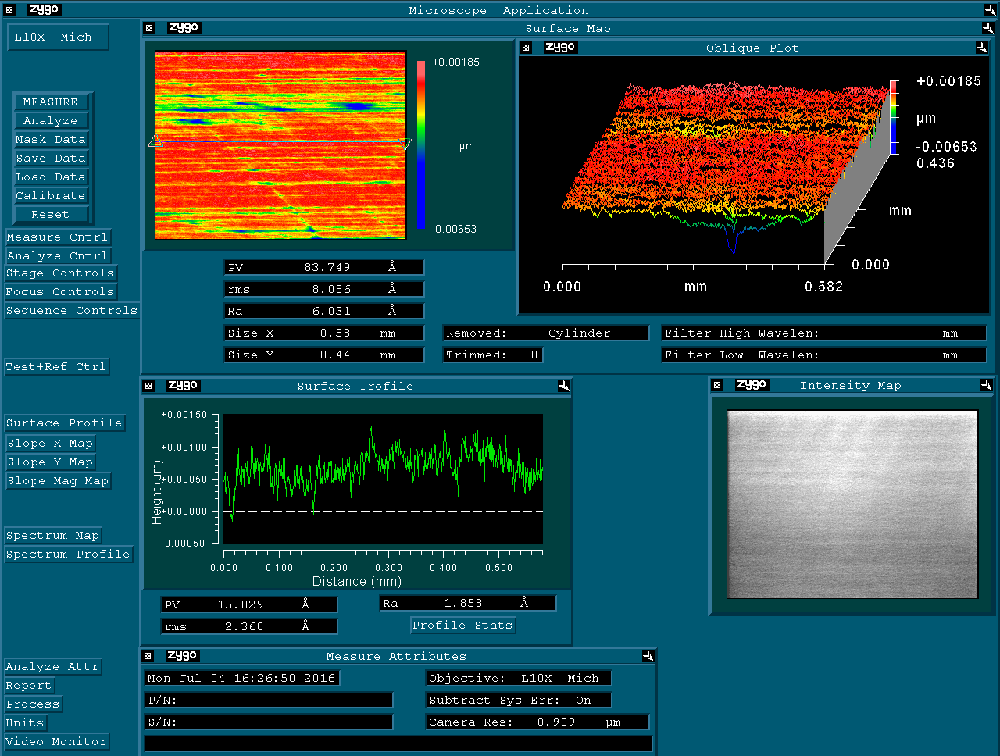 zygo Microscope Application
L10X Mich
MEASURE
Analyze
Mask Data
Save Data
Load Data
Calibrate
Reset
Measure Cntrl
Analyze Cntrl
Stage Controls
Focus Controls
Sequence Controls
Test+Ref Ctrl
Surface Profile
Slope X Map
Slope Y Map
Slope Mag Map
Spectrum Map
Spectrum Profile
Analyze Attr
Report
Process
Units
Video Monitor
zygo Surface Map
+0.00185
µm
-0.00653
zygo Oblique Plot
+0.00185
µm
-0.00653
0.436
mm
0.000
0.000 mm 0.582
PV 83.749 Å
rms 8.086 Å
Ra 6.031 Å
Size X 0.58 mm
Size Y 0.44 mm
Removed: Cylinder
Trimmed: 0
Filter High Wavelen: mm
Filter Low Wavelen: mm
zygo Surface Profile
+0.00150
+0.00100
+0.00050
+0.00000
-0.00050
Height (µm)
0.000 0.100 0.200 0.300 0.400 0.500
Distance (mm)
PV 15.029 Å
rms 2.368 Å
Ra 1.858 Å
Profile Stats
zygo Intensity Map
zygo Measure Attributes
Mon Jul 04 16:26:50 2016
P/N:
S/N:
Objective: L10X Mich
Subtract Sys Err: On
Camera Res: 0.909 µm